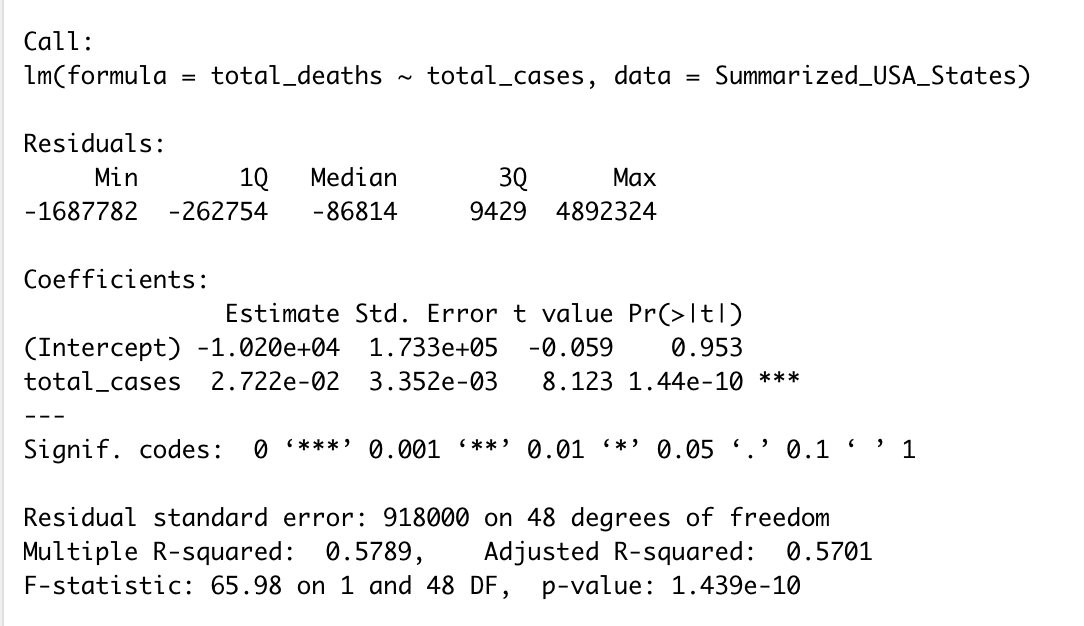 Call:
lm(formula = total_deaths ~ total_cases, data = Summarized_USA_States)
Residuals:
     Min       1Q   Median       3Q      Max
-1687782  -262754   -86814     9429  4892324
Coefficients:
              Estimate Std. Error t value Pr(>|t|)
(Intercept) -1.020e+04  1.733e+05  -0.059    0.953
total_cases  2.722e-02  3.352e-03   8.123 1.44e-10 ***
---
Signif. codes:  0 ‘***’ 0.001 ‘**’ 0.01 ‘*’ 0.05 ‘.’ 0.1 ‘ ’ 1
Residual standard error: 918000 on 48 degrees of freedom
Multiple R-squared:  0.5789,	Adjusted R-squared:  0.5701
F-statistic: 65.98 on 1 and 48 DF,  p-value: 1.439e-10